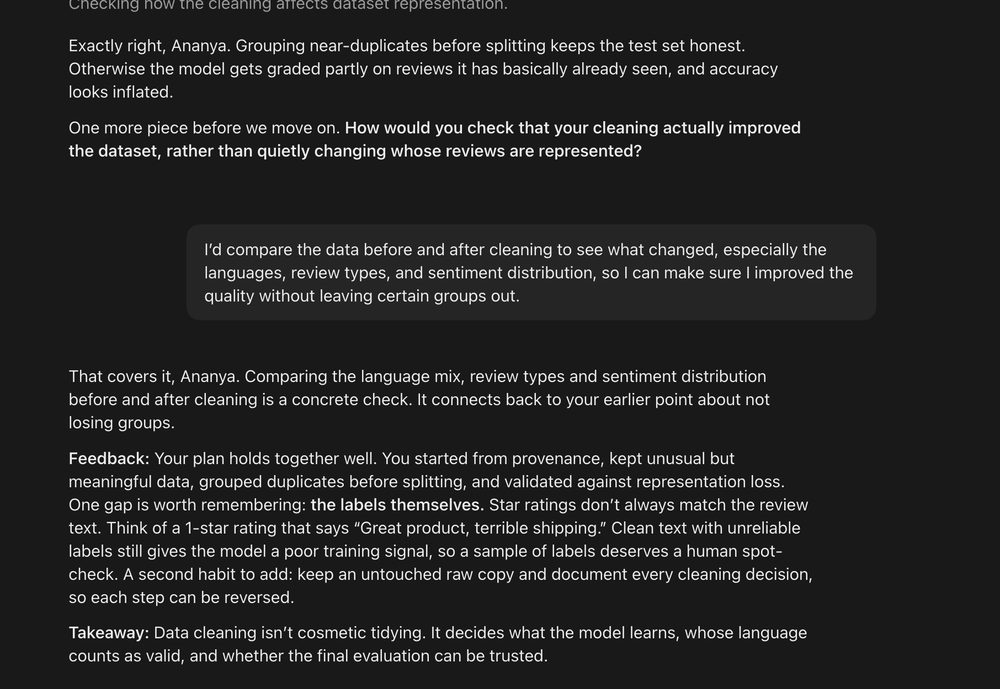 Checking how the cleaning affects dataset representation.
Exactly right, Ananya. Grouping near-duplicates before splitting keeps the test set honest.
Otherwise the model gets graded partly on reviews it has basically already seen, and accuracy
looks inflated.
One more piece before we move on. How would you check that your cleaning actually improved
the dataset, rather than quietly changing whose reviews are represented?
I’d compare the data before and after cleaning to see what changed, especially the
languages, review types, and sentiment distribution, so I can make sure I improved the
quality without leaving certain groups out.
That covers it, Ananya. Comparing the language mix, review types and sentiment distribution
before and after cleaning is a concrete check. It connects back to your earlier point about not
losing groups.
Feedback: Your plan holds together well. You started from provenance, kept unusual but
meaningful data, grouped duplicates before splitting, and validated against representation loss.
One gap is worth remembering: the labels themselves. Star ratings don’t always match the review
text. Think of a 1-star rating that says “Great product, terrible shipping.” Clean text with unreliable
labels still gives the model a poor training signal, so a sample of labels deserves a human spot-
check. A second habit to add: keep an untouched raw copy and document every cleaning decision,
so each step can be reversed.
Takeaway: Data cleaning isn’t cosmetic tidying. It decides what the model learns, whose language
counts as valid, and whether the final evaluation can be trusted.